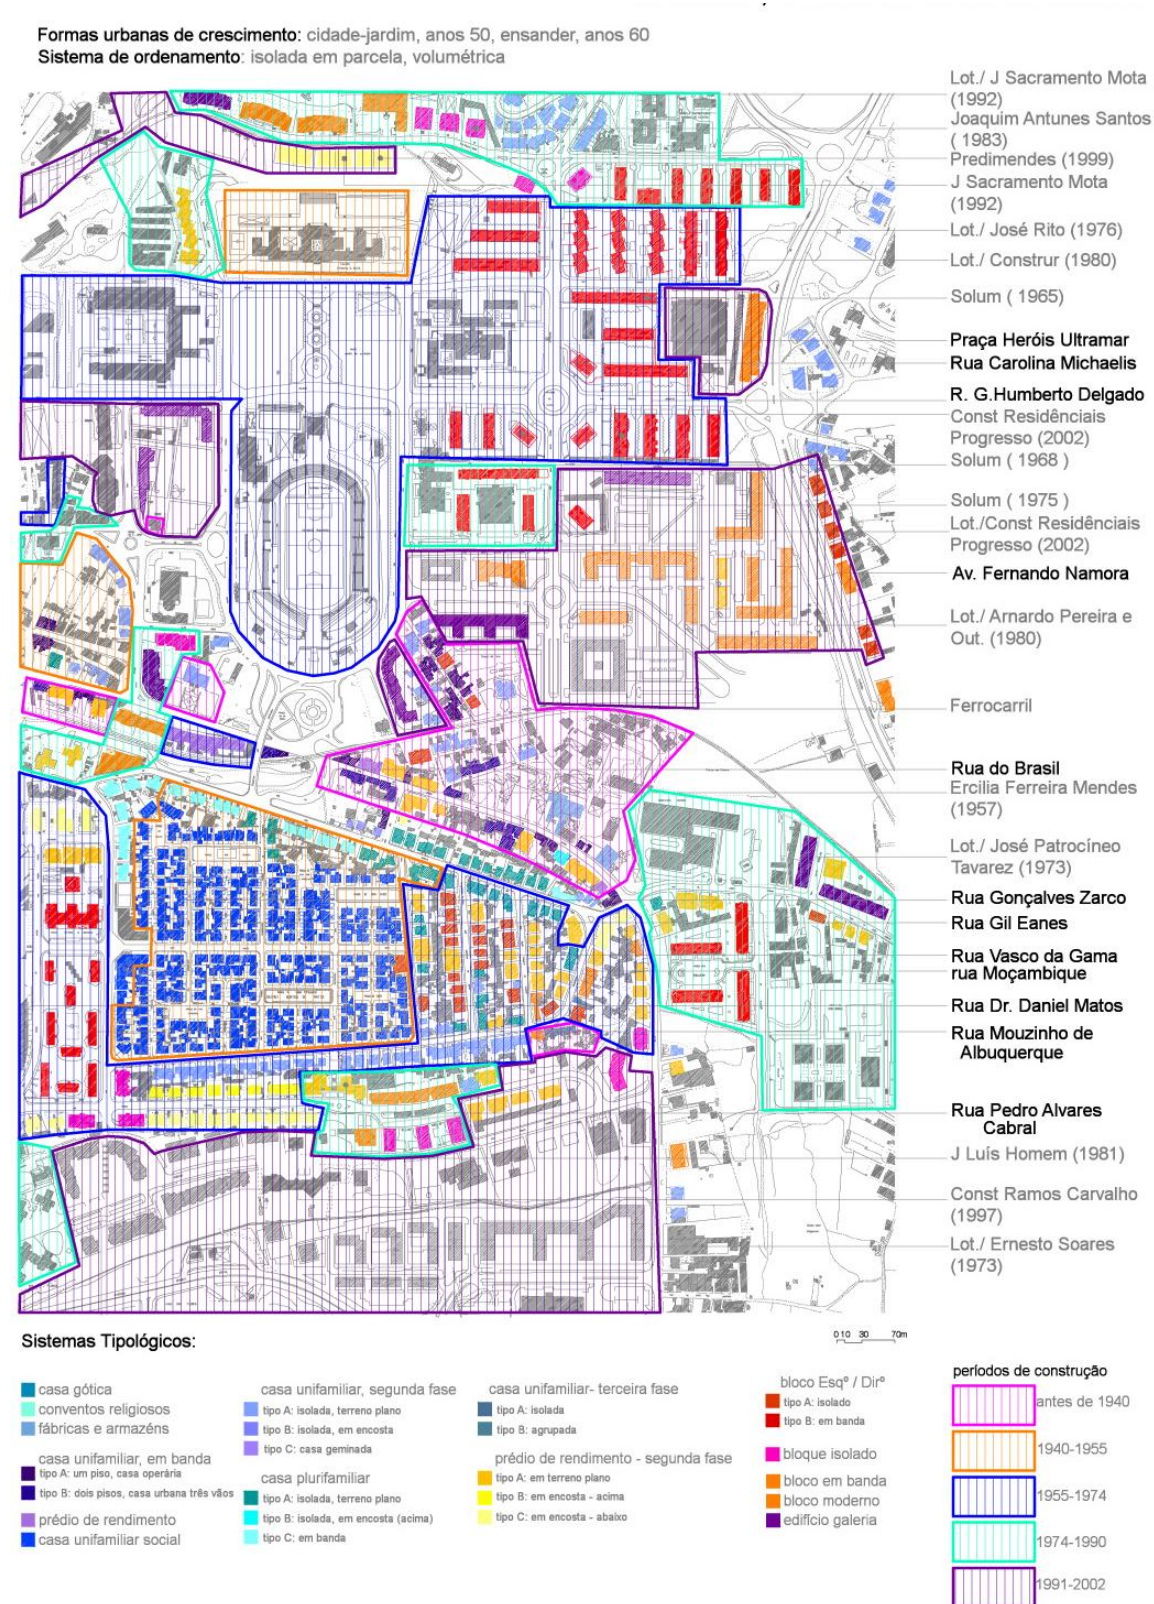 Formas urbanas de crescimento: cidade-jardim, anos 50, ensander, anos 60
Sistema de ordenamento: isolada em parcela, volumétrica
Lot./ J Sacramento Mota
(1992)
Joaquim Antunes Santos
( 1983)
Predimendes (1999)
J Sacramento Mota
(1992)
Lot./ José Rito (1976)
Lot./ Construr (1980)
Solum ( 1965)
Praça Heróis Ultramar
Rua Carolina Michaelis
R. G.Humberto Delgado
Const Residênciais
Progresso (2002)
Solum ( 1968 )
Solum ( 1975 )
Lot./Const Residênciais
Progresso (2002)
Av. Fernando Namora
Lot./ Arnardo Pereira e
Out. (1980)
Ferrocarril
Rua do Brasil
Ercilia Ferreira Mendes
(1957)
Lot./ José Patrocíneo
Tavarez (1973)
Rua Gonçalves Zarco
Rua Gil Eanes
Rua Vasco da Gama
rua Moçambique
Rua Dr. Daniel Matos
Rua Mouzinho de
Albuquerque
Rua Pedro Alvares
Cabral
J Luís Homem (1981)
Const Ramos Carvalho
(1997)
Lot./ Ernesto Soares
(1973)
0 10 30 70m
Sistemas Tipológicos:
casa gótica
conventos religiosos
fábricas e armazéns
casa unifamiliar, em banda
tipo A: um piso, casa operária
tipo B: dois pisos, casa urbana três vãos
prédio de rendimento
casa unifamiliar social
casa unifamiliar, segunda fase
tipo A: isolada, terreno plano
tipo B: isolada, em encosta
tipo C: casa geminada
casa plurifamiliar
tipo A: isolada, terreno plano
tipo B: isolada, em encosta (acima)
tipo C: em banda
casa unifamiliar- terceira fase
tipo A: isolada
tipo B: agrupada
prédio de rendimento - segunda fase
tipo A: em terreno plano
tipo B: em encosta - acima
tipo C: em encosta - abaixo
bloco Esqº / Dirº
tipo A: isolado
tipo B: em banda
bloque isolado
bloco em banda
bloco moderno
edifício galeria
períodos de construção
antes de 1940
1940-1955
1955-1974
1974-1990
1991-2002